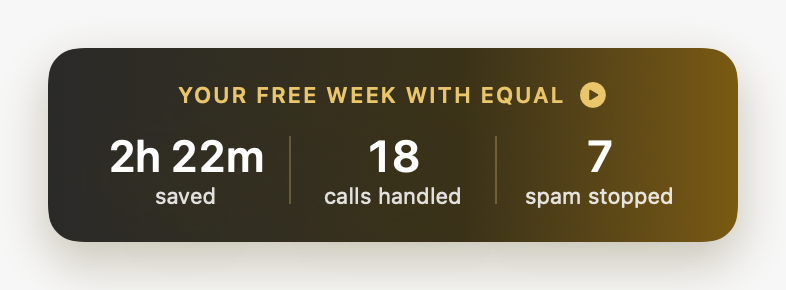 YOUR FREE WEEK WITH EQUAL
2h 22m 18 7
saved calls handled spam stopped